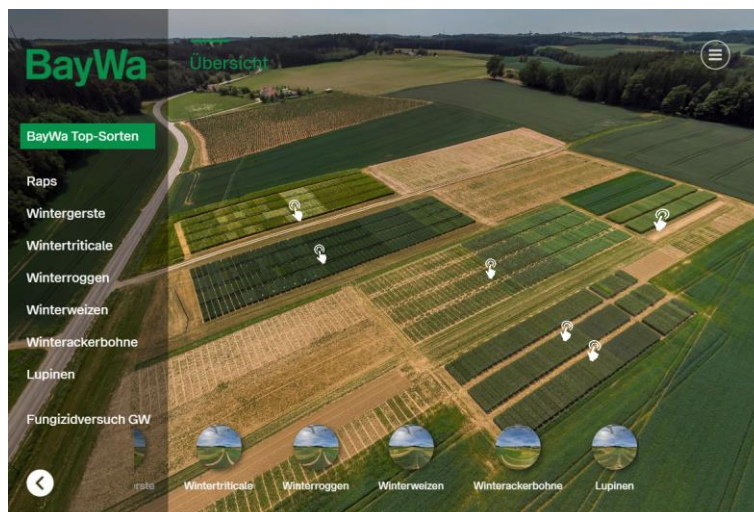 BayWa
Übersicht
BayWa Top-Sorten
Raps
Wintergerste
Wintertriticale
Winterroggen
Winterweizen
Winterackerbohne
Lupinen
Fungizidversuch GW
erste
Wintertriticale
Winterroggen
Winterweizen
Winterackerbohne
Lupinen